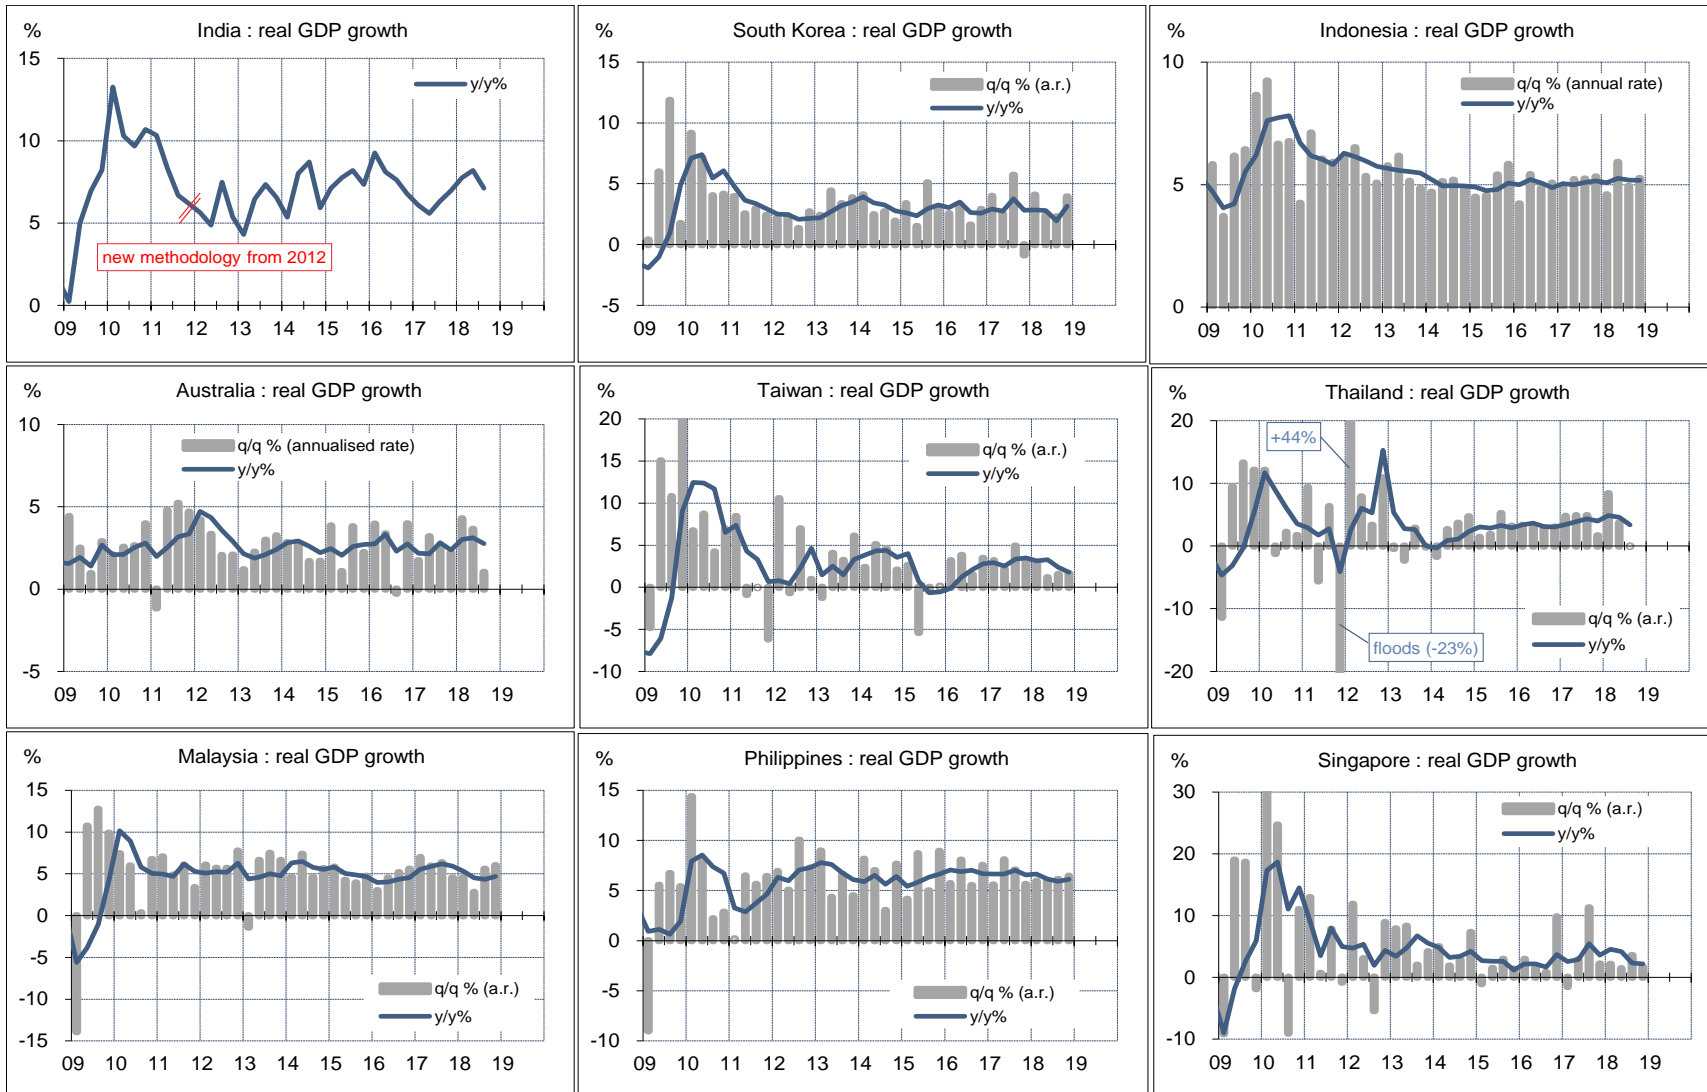 India : real GDP growth
%
15
10
5
0
y/y%
new methodology from 2012
09 10 11 12 13 14 15 16 17 18 19
South Korea : real GDP growth
%
15
10
5
0
-5
q/q % (a.r.)
y/y%
09 10 11 12 13 14 15 16 17 18 19
Indonesia : real GDP growth
%
10
5
0
q/q % (annual rate)
y/y%
09 10 11 12 13 14 15 16 17 18 19
Australia : real GDP growth
%
10
5
0
-5
q/q % (annualised rate)
y/y%
09 10 11 12 13 14 15 16 17 18 19
Taiwan : real GDP growth
%
20
15
10
5
0
-5
-10
q/q % (a.r.)
y/y%
09 10 11 12 13 14 15 16 17 18 19
Thailand : real GDP growth
%
20
10
0
-10
-20
+44%
floods (-23%)
q/q % (a.r.)
y/y%
09 10 11 12 13 14 15 16 17 18 19
Malaysia : real GDP growth
%
15
10
5
0
-5
-10
-15
q/q % (a.r.)
y/y%
09 10 11 12 13 14 15 16 17 18 19
Philippines : real GDP growth
%
15
10
5
0
-5
-10
q/q % (a.r.)
y/y%
09 10 11 12 13 14 15 16 17 18 19
Singapore : real GDP growth
%
30
20
10
0
-10
q/q % (a.r.)
y/y%
09 10 11 12 13 14 15 16 17 18 19